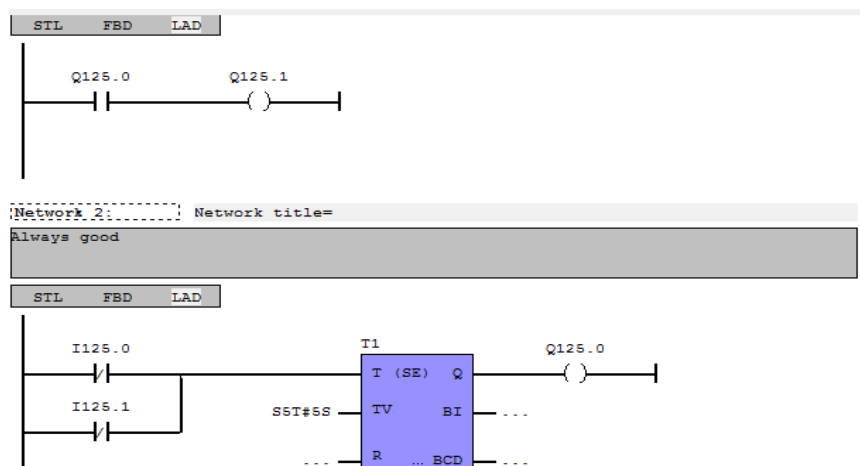 STL FBD LAD
Q125.0 Q125.1
Network 2: Network title=
Always good
STL FBD LAD
I125.0 T1 Q125.0
T (SE) Q
I125.1 S5T#5S TV BI ...
... R ... BCD ...